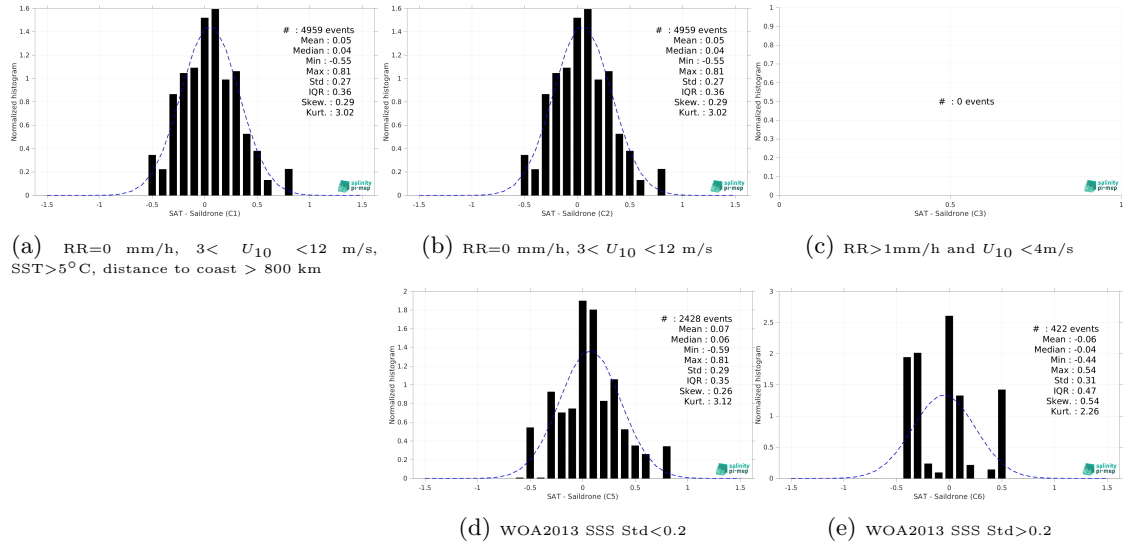 1.6
1.4
1.2
1
0.8
0.6
0.4
0.2
0
Normalized histogram
# : 4959 events
Mean : 0.05
Median : 0.04
Min : -0.55
Max : 0.81
Std : 0.27
IQR : 0.36
Skew. : 0.29
Kurt. : 3.02
salinity
pi-mep
-1.5 -1 -0.5 0 0.5 1 1.5
SAT - Saildrone (C1)
(a) RR=0 mm/h, 3< U10 <12 m/s,
SST>5°C, distance to coast > 800 km
1.6
1.4
1.2
1
0.8
0.6
0.4
0.2
0
Normalized histogram
# : 4959 events
Mean : 0.05
Median : 0.04
Min : -0.55
Max : 0.81
Std : 0.27
IQR : 0.36
Skew. : 0.29
Kurt. : 3.02
salinity
pi-mep
-1.5 -1 -0.5 0 0.5 1 1.5
SAT - Saildrone (C2)
(b) RR=0 mm/h, 3< U10 <12 m/s
1
0.9
0.8
0.7
0.6
0.5
0.4
0.3
0.2
0.1
0
Normalized histogram
# : 0 events
salinity
pi-mep
0 0.5 1
SAT - Saildrone (C3)
(c) RR>1mm/h and U10 <4m/s
2
1.8
1.6
1.4
1.2
1
0.8
0.6
0.4
0.2
0
Normalized histogram
# : 2428 events
Mean : 0.07
Median : 0.06
Min : -0.59
Max : 0.81
Std : 0.29
IQR : 0.35
Skew. : 0.26
Kurt. : 3.12
salinity
pi-mep
-1.5 -1 -0.5 0 0.5 1 1.5
SAT - Saildrone (C5)
(d) WOA2013 SSS Std<0.2
3
2.5
2
1.5
1
0.5
0
Normalized histogram
# : 422 events
Mean : -0.06
Median : -0.04
Min : -0.44
Max : 0.54
Std : 0.31
IQR : 0.47
Skew. : 0.54
Kurt. : 2.26
salinity
pi-mep
-1.5 -1 -0.5 0 0.5 1 1.5
SAT - Saildrone (C6)
(e) WOA2013 SSS Std>0.2